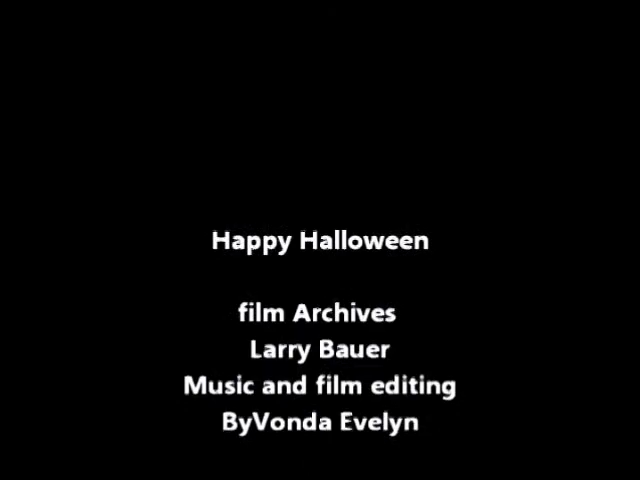 Happy Halloween
film Archives
Larry Bauer
Music and film editing
ByVonda Evelyn